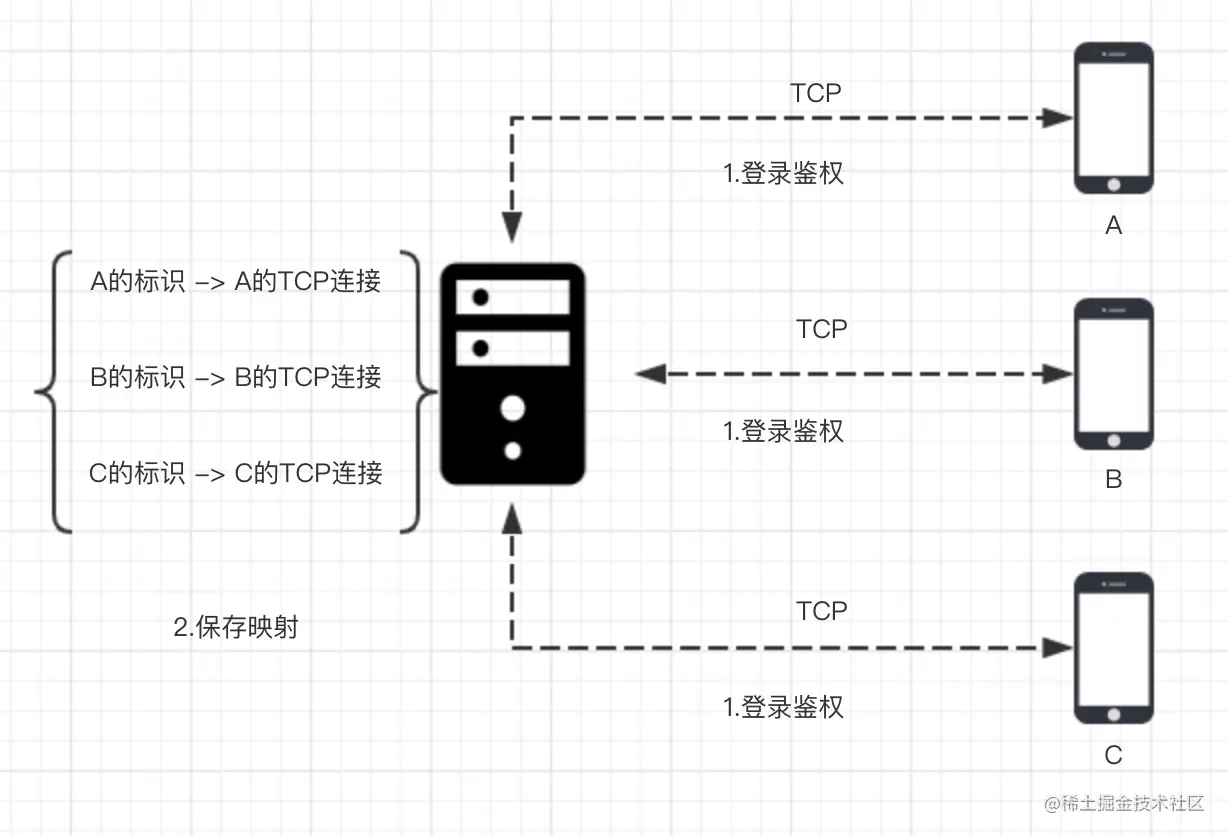 TCP
1.登录鉴权
A
A的标识 –> A的TCP连接
B的标识 –> B的TCP连接
C的标识 –> C的TCP连接
2.保存映射
TCP
1.登录鉴权
B
TCP
1.登录鉴权
C
@稀土掘金技术社区